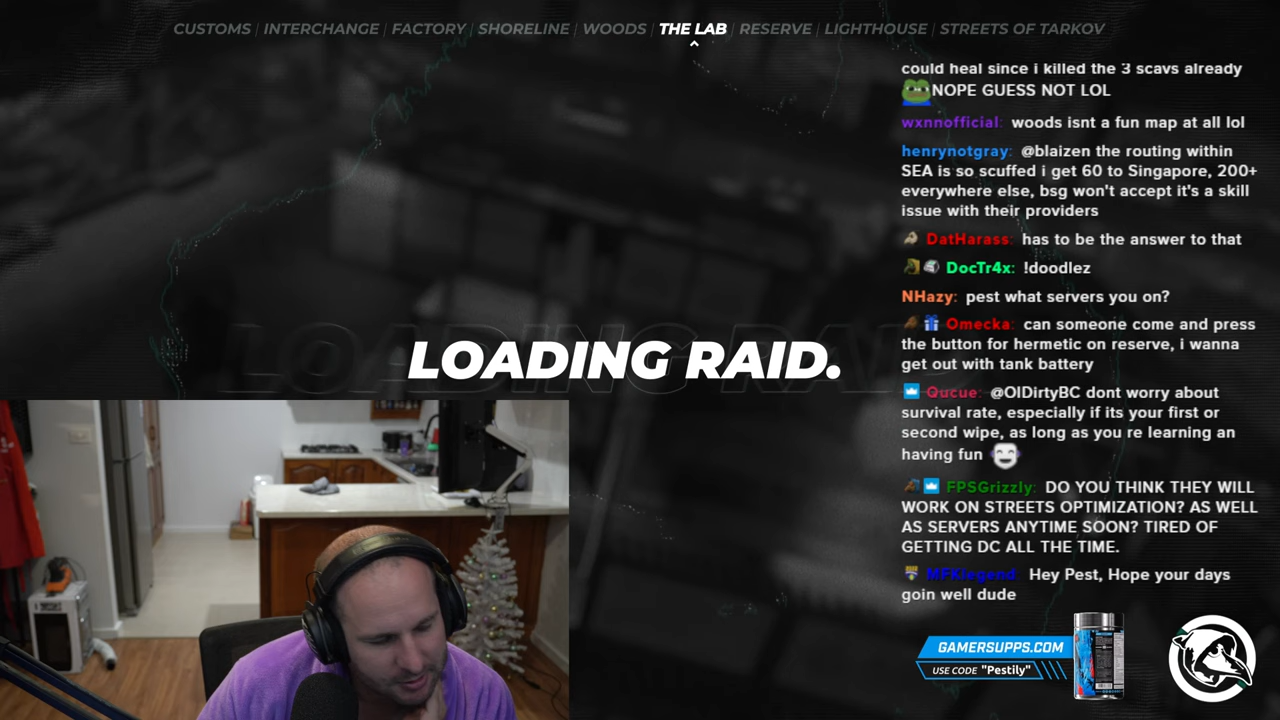 CUSTOMS / INTERCHANGE / FACTORY / SHORELINE / WOODS / THE LAB / RESERVE / LIGHTHOUSE / STREETS OF TARKOV
could heal since i killed the 3 scavs already
NOPE GUESS NOT LOL
wxnnofficial: woods isnt a fun map at all lol
henrynotgray: @blaizen the routing within
SEA is so scuffed i get 60 to Singapore, 200+
everywhere else, bsg won't accept it's a skill
issue with their providers
DatHarass: has to be the answer to that
DocTr4x: !doodlez
NHazy: pest what servers you on?
Omecka: can someone come and press
the button for hermetic on reserve, i wanna
get out with tank battery
Qucue: @OlDirtyBC dont worry about
survival rate, especially if its your first or
second wipe, as long as you re learning an
having fun
FPSGrizzly: DO YOU THINK THEY WILL
WORK ON STREETS OPTIMIZATION? AS WELL
AS SERVERS ANYTIME SOON? TIRED OF
GETTING DC ALL THE TIME.
MFKlegend: Hey Pest, Hope your days
goin well dude
LOADING RAID.
GAMERSUPPS.COM
USE CODE "Pestily"